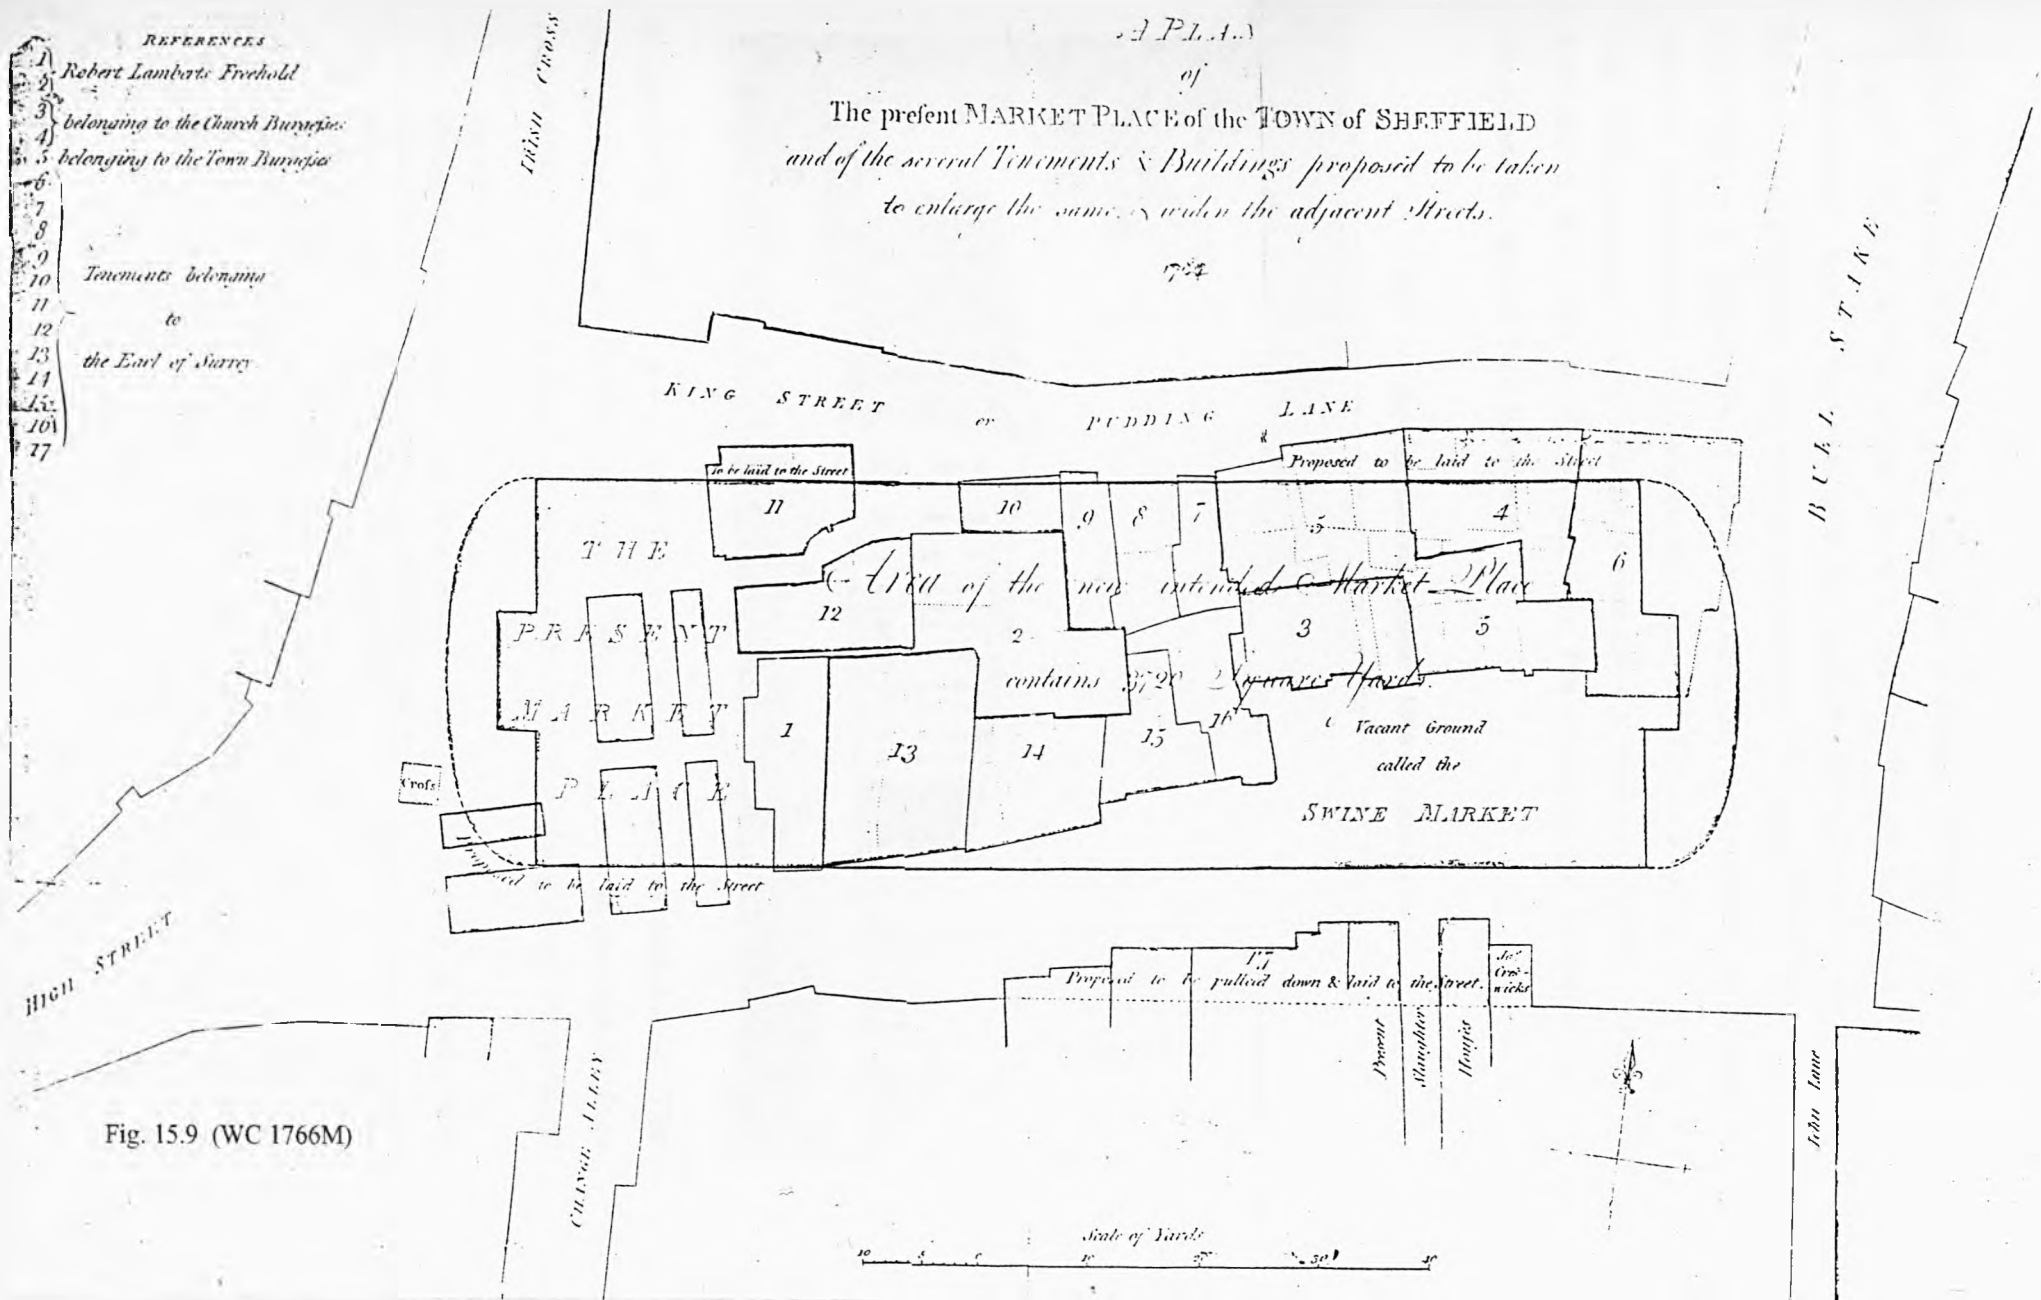 A PLAN
of
The present MARKET PLACE of the TOWN of SHEFFIELD
and of the several Tenements & Buildings proposed to be taken
to enlarge the same, & widen the adjacent Streets.
REFERENCES
1
2
Robert Lamberts Freehold
3
4
belonging to the Church Burgesses
5 belonging to the Town Burgesses
6
7
8
9
10
11
12
13
14
15
16
17
Tenements belonging
to
the Earl of Surrey
IRISH CROSS
BULL STAKE
KING STREET or PUDDING LANE
To be laid to the Street
Proposed to be laid to the Street
11
10
9
8
7
5
4
6
THE
PRESENT
MARKET
PLACE
Area of the new intended Market Place
contains 3720 Square Yards.
12
2
3
5
1
13
14
15
16
Vacant Ground
called the
SWINE MARKET
Cross
Proposed to be laid to the Street
HIGH STREET
17
Proposed to be pulled down & laid to the Street.
Present
Slaughter
Houses
CHANGE ALLEY
John Lane
Fig. 15.9 (WC 1766M)
Scale of Yards
10 5 0 10 20 30 40